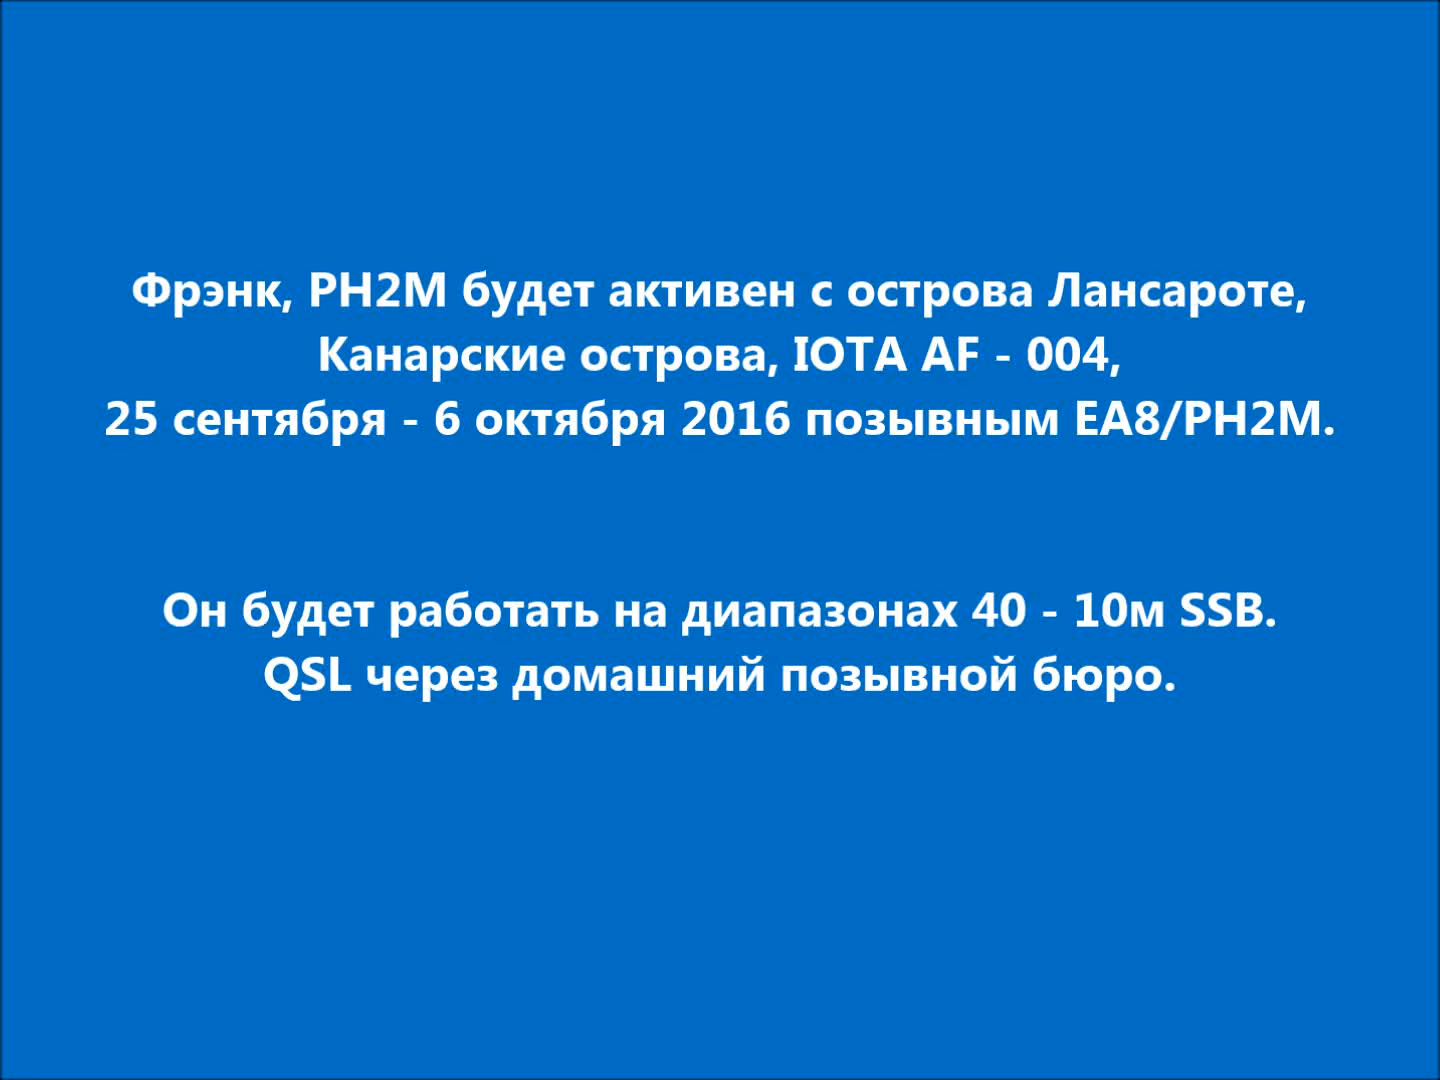 Фрэнк, PH2M будет активен с острова Лансароте,
Канарские острова, IOTA AF - 004,
25 сентября - 6 октября 2016 позывным EA8/PH2M.
Он будет работать на диапазонах 40 - 10м SSB.
QSL через домашний позывной бюро.